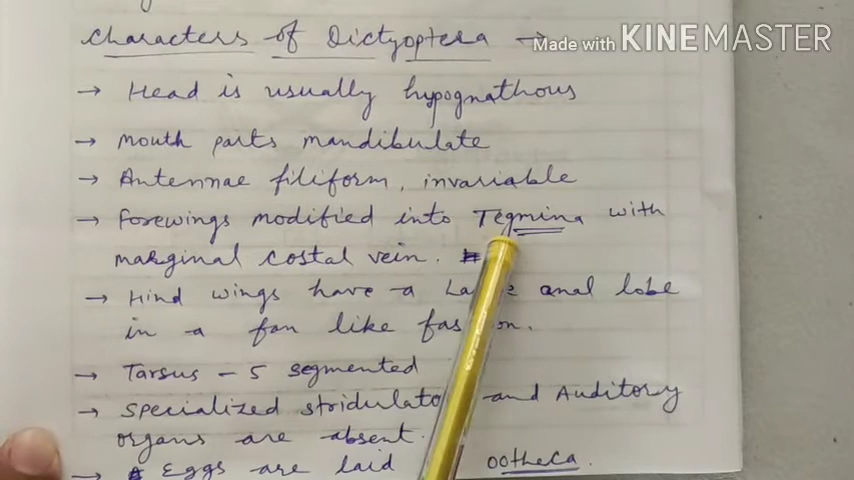 characters of Dictyoptera →
Made with KINEMASTER
→ Head is usually hypognathous
→ mouth parts mandibulate
→ Antennae filiform, invariable
→ Forewings modified into Tegmina with
marginal costal vein.
→ Hind wings have a anal lobe
in a fan like
→ Tarsus - 5 segmented
→ specialized and Auditory
organs are absent.
→ Eggs are laid ootheca.